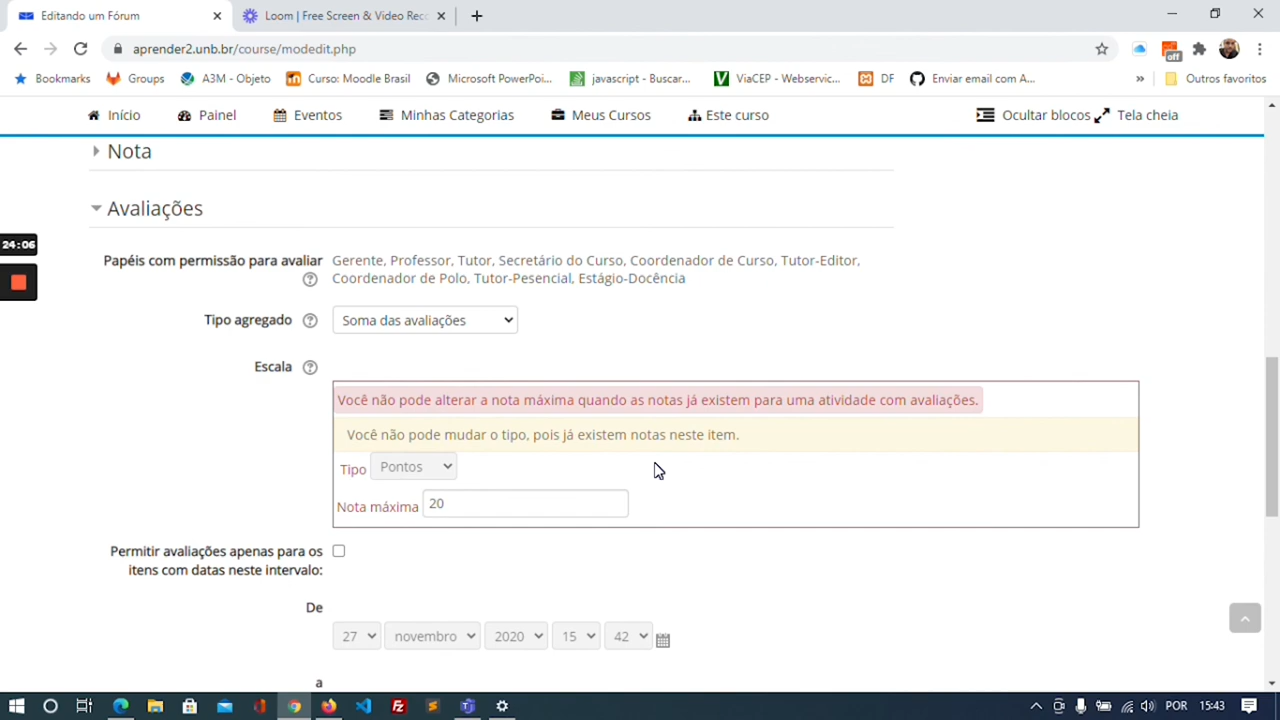 Editando um Fórum
Loom | Free Screen & Video Rec
aprender2.unb.br/course/modedit.php
off
Bookmarks
Groups
A3M - Objeto
Curso: Moodle Brasil
Microsoft PowerPoi...
javascript - Buscar...
ViaCEP - Webservic...
DF
Enviar email com A...
»
Outros favoritos
Início
Painel
Eventos
Minhas Categorias
Meus Cursos
Este curso
Ocultar blocos
Tela cheia
Nota
Avaliações
24:06
Papéis com permissão para avaliar
Gerente, Professor, Tutor, Secretário do Curso, Coordenador de Curso, Tutor-Editor,
Coordenador de Polo, Tutor-Pesencial, Estágio-Docência
Tipo agregado
Soma das avaliações
Escala
Você não pode alterar a nota máxima quando as notas já existem para uma atividade com avaliações.
Você não pode mudar o tipo, pois já existem notas neste item.
Tipo Pontos
Nota máxima 20
Permitir avaliações apenas para os
itens com datas neste intervalo:
De
27 novembro 2020 15 42
a
POR 15:43